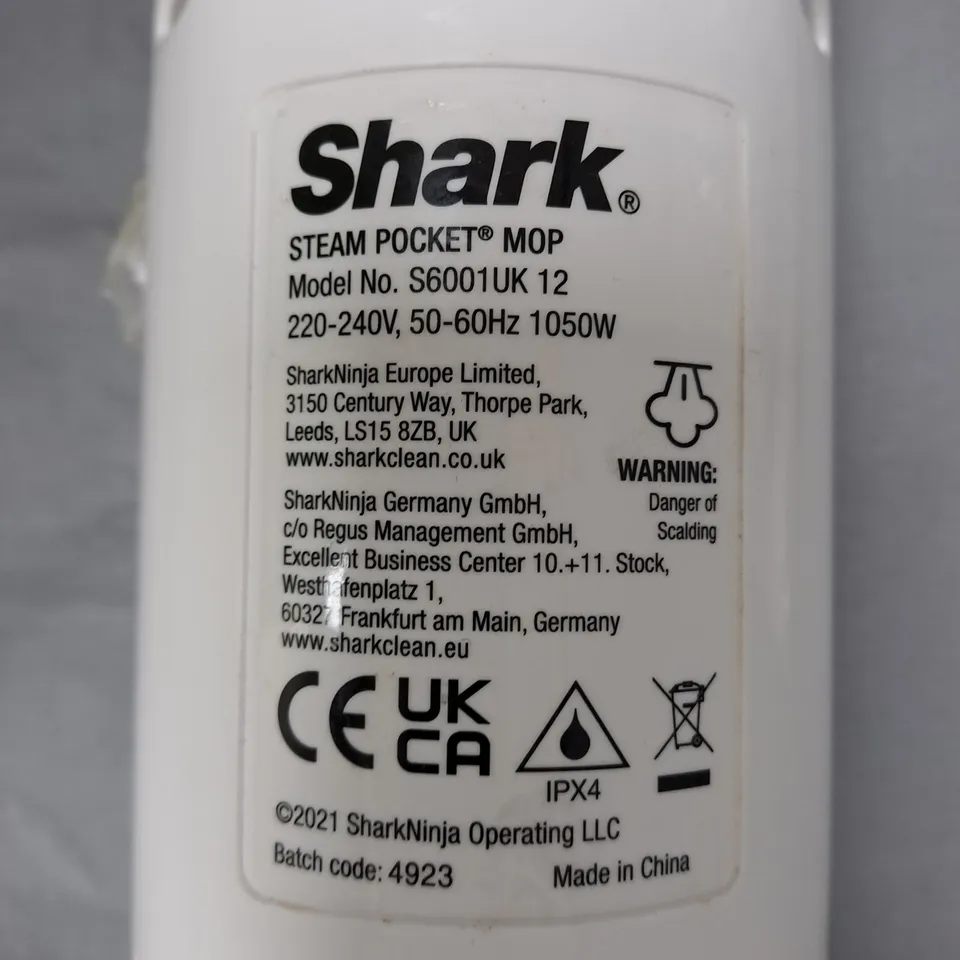 Shark®
STEAM POCKET® MOP
Model No. S6001UK 12
220-240V, 50-60Hz 1050W
SharkNinja Europe Limited,
3150 Century Way, Thorpe Park,
Leeds, LS15 8ZB, UK
www.sharkclean.co.uk
WARNING:
Danger of
Scalding
SharkNinja Germany GmbH,
c/o Regus Management GmbH,
Excellent Business Center 10.+11. Stock,
Westhafenplatz 1,
60327 Frankfurt am Main, Germany
www.sharkclean.eu
CE
UK
CA
IPX4
©2021 SharkNinja Operating LLC
Batch code: 4923
Made in China